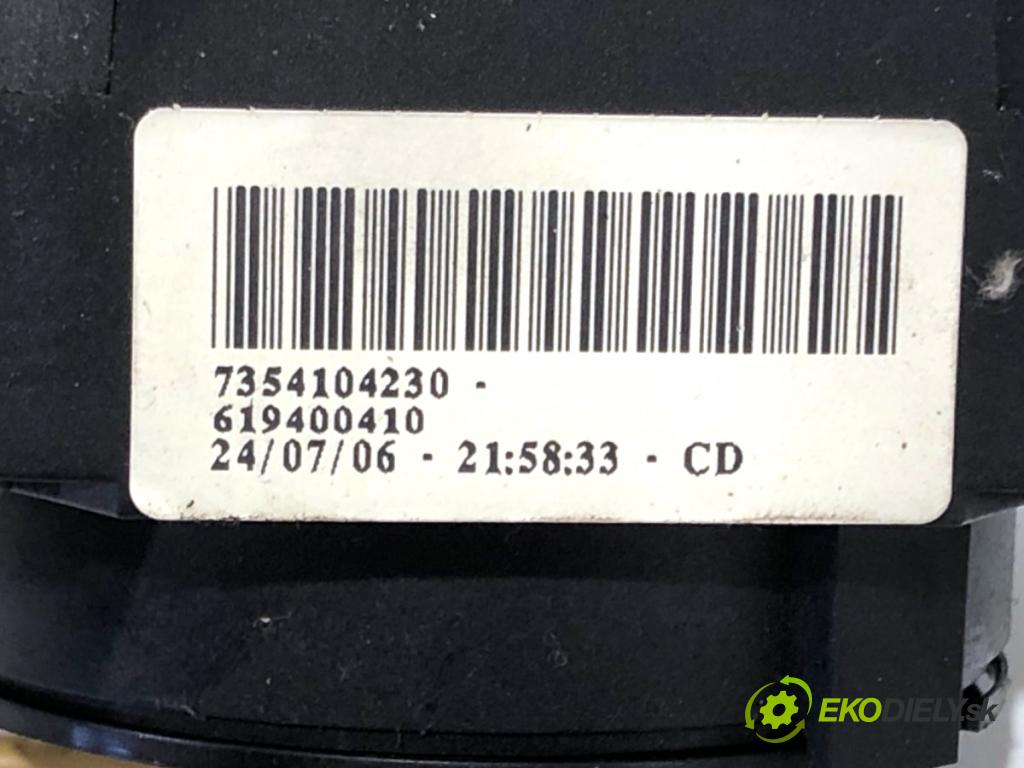 7354104230 -
619400410
24/07/06 - 21:58:33 - CD
EKODIELY.sk